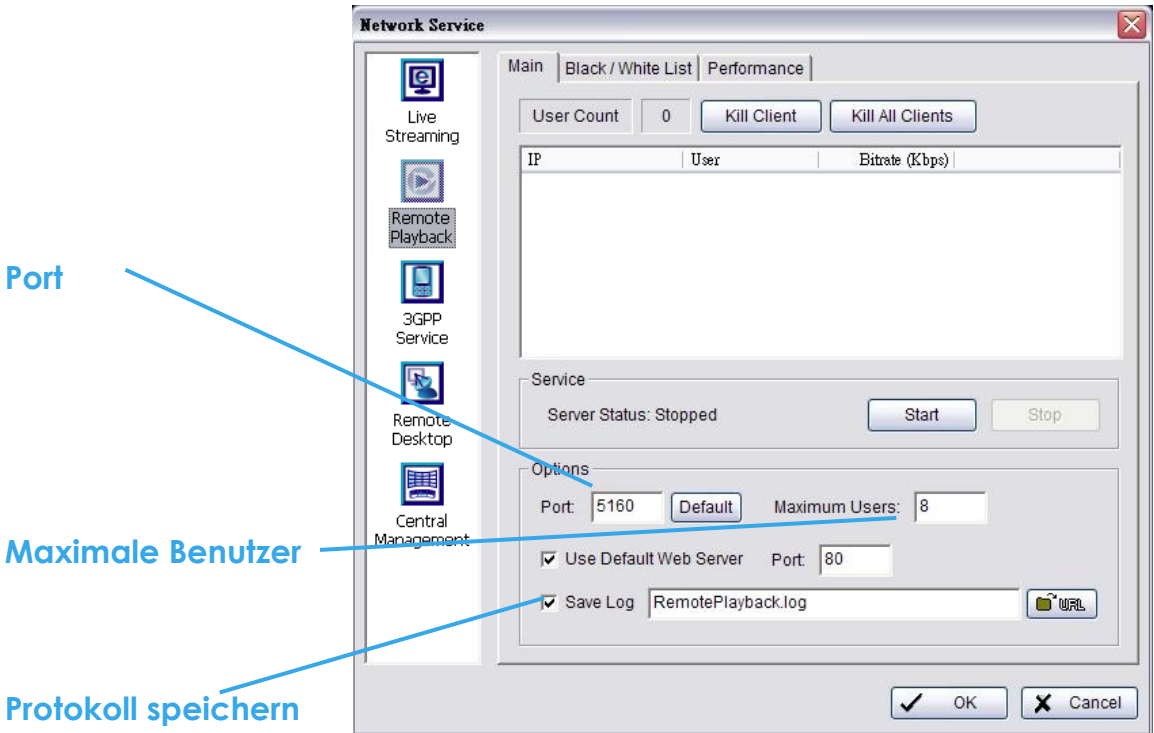 Network Service
Live
Streaming
Remote
Playback
3GPP
Service
Remote
Desktop
Central
Management
Main Black / White List Performance
User Count 0 Kill Client Kill All Clients
IP User Bitrate (Kbps)
Service
Server Status: Stopped Start Stop
Options
Port: 5160 Default Maximum Users: 8
Use Default Web Server Port: 80
Save Log RemotePlayback.log URL
OK Cancel
Port
Maximale Benutzer
Protokoll speichern